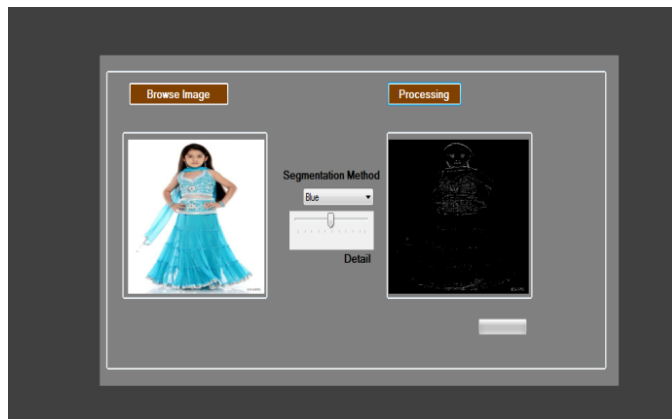 Browse Image
Processing
Segmentation Method
Blue
Detail